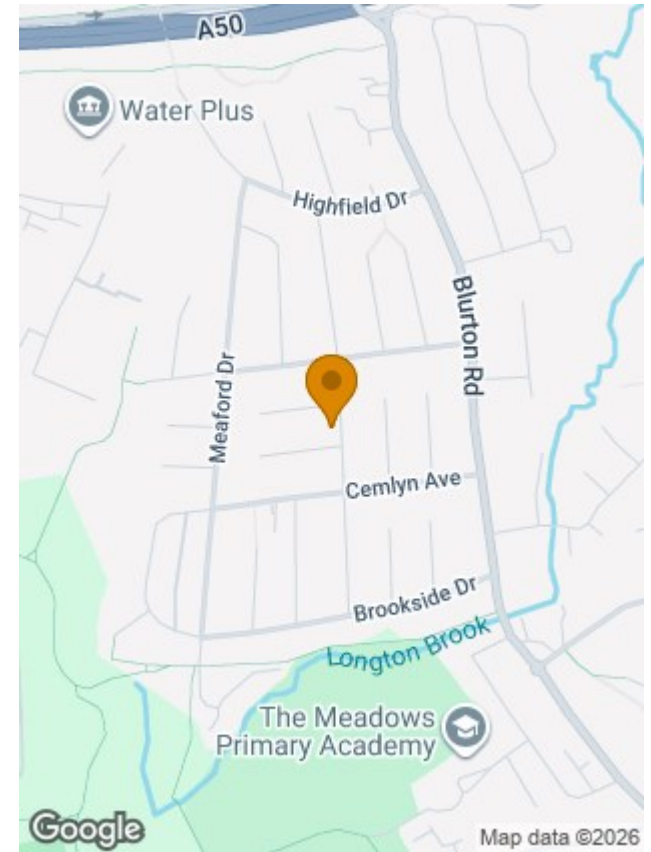 A50
Water Plus
Highfield Dr
Blurton Rd
Meaford Dr
Cemlyn Ave
Brookside Dr
Longton Brook
The Meadows
Primary Academy
Google
Map data ©2026